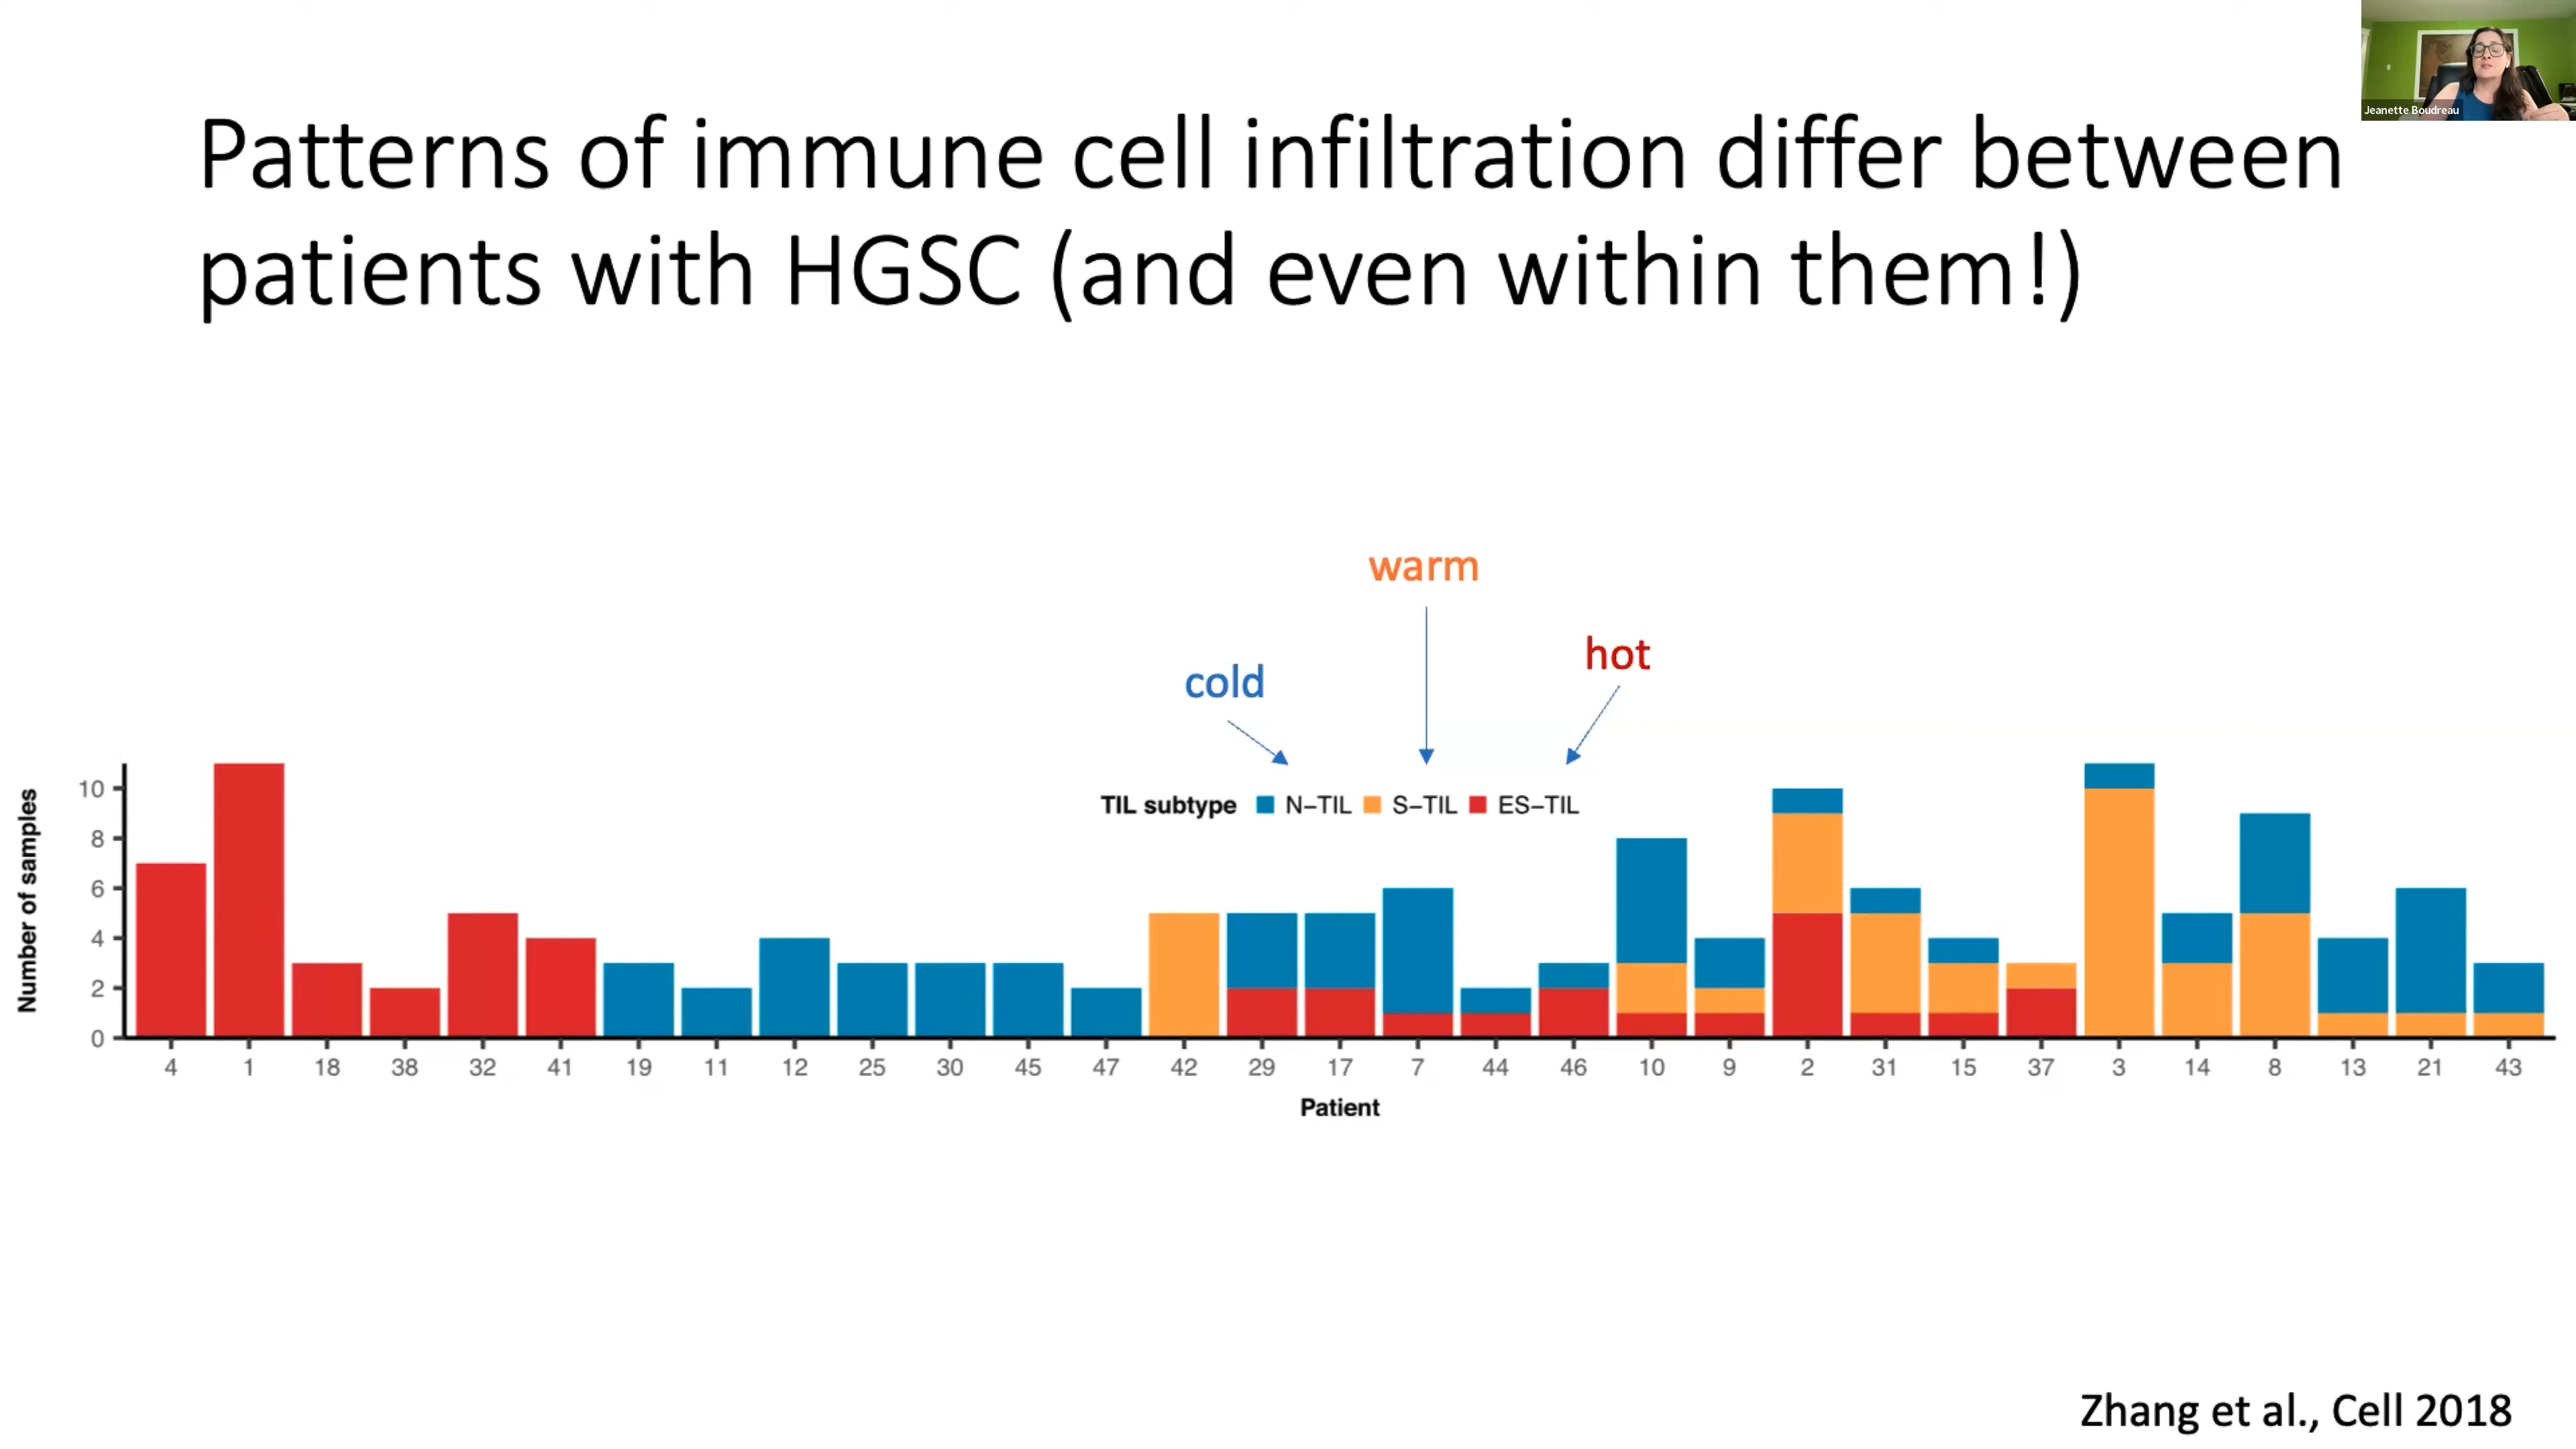 Jeanette Boudreau
Patterns of immune cell infiltration differ between
patients with HGSC (and even within them!)
warm
hot
cold
TIL subtype N–TIL S–TIL ES–TIL
Number of samples
10
8
6
4
2
0
4 1 18 38 32 41 19 11 12 25 30 45 47 42 29 17 7 44 46 10 9 2 31 15 37 3 14 8 13 21 43
Patient
Zhang et al., Cell 2018